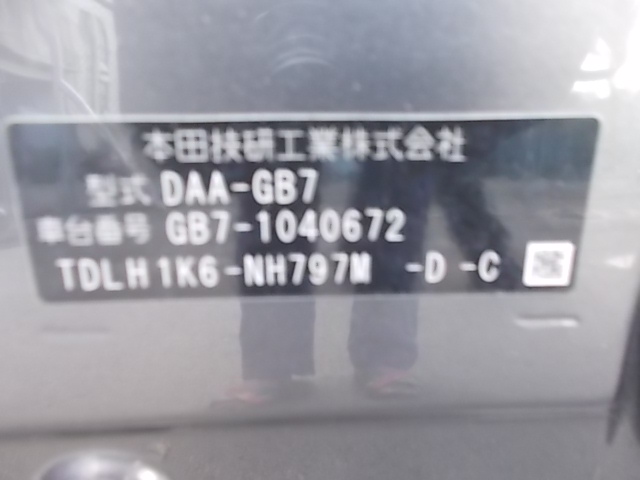 本田技研工業株式会社
型式 DAA-GB7
車台番号 GB7-1040672
TDLH1K6-NH797M -D -C